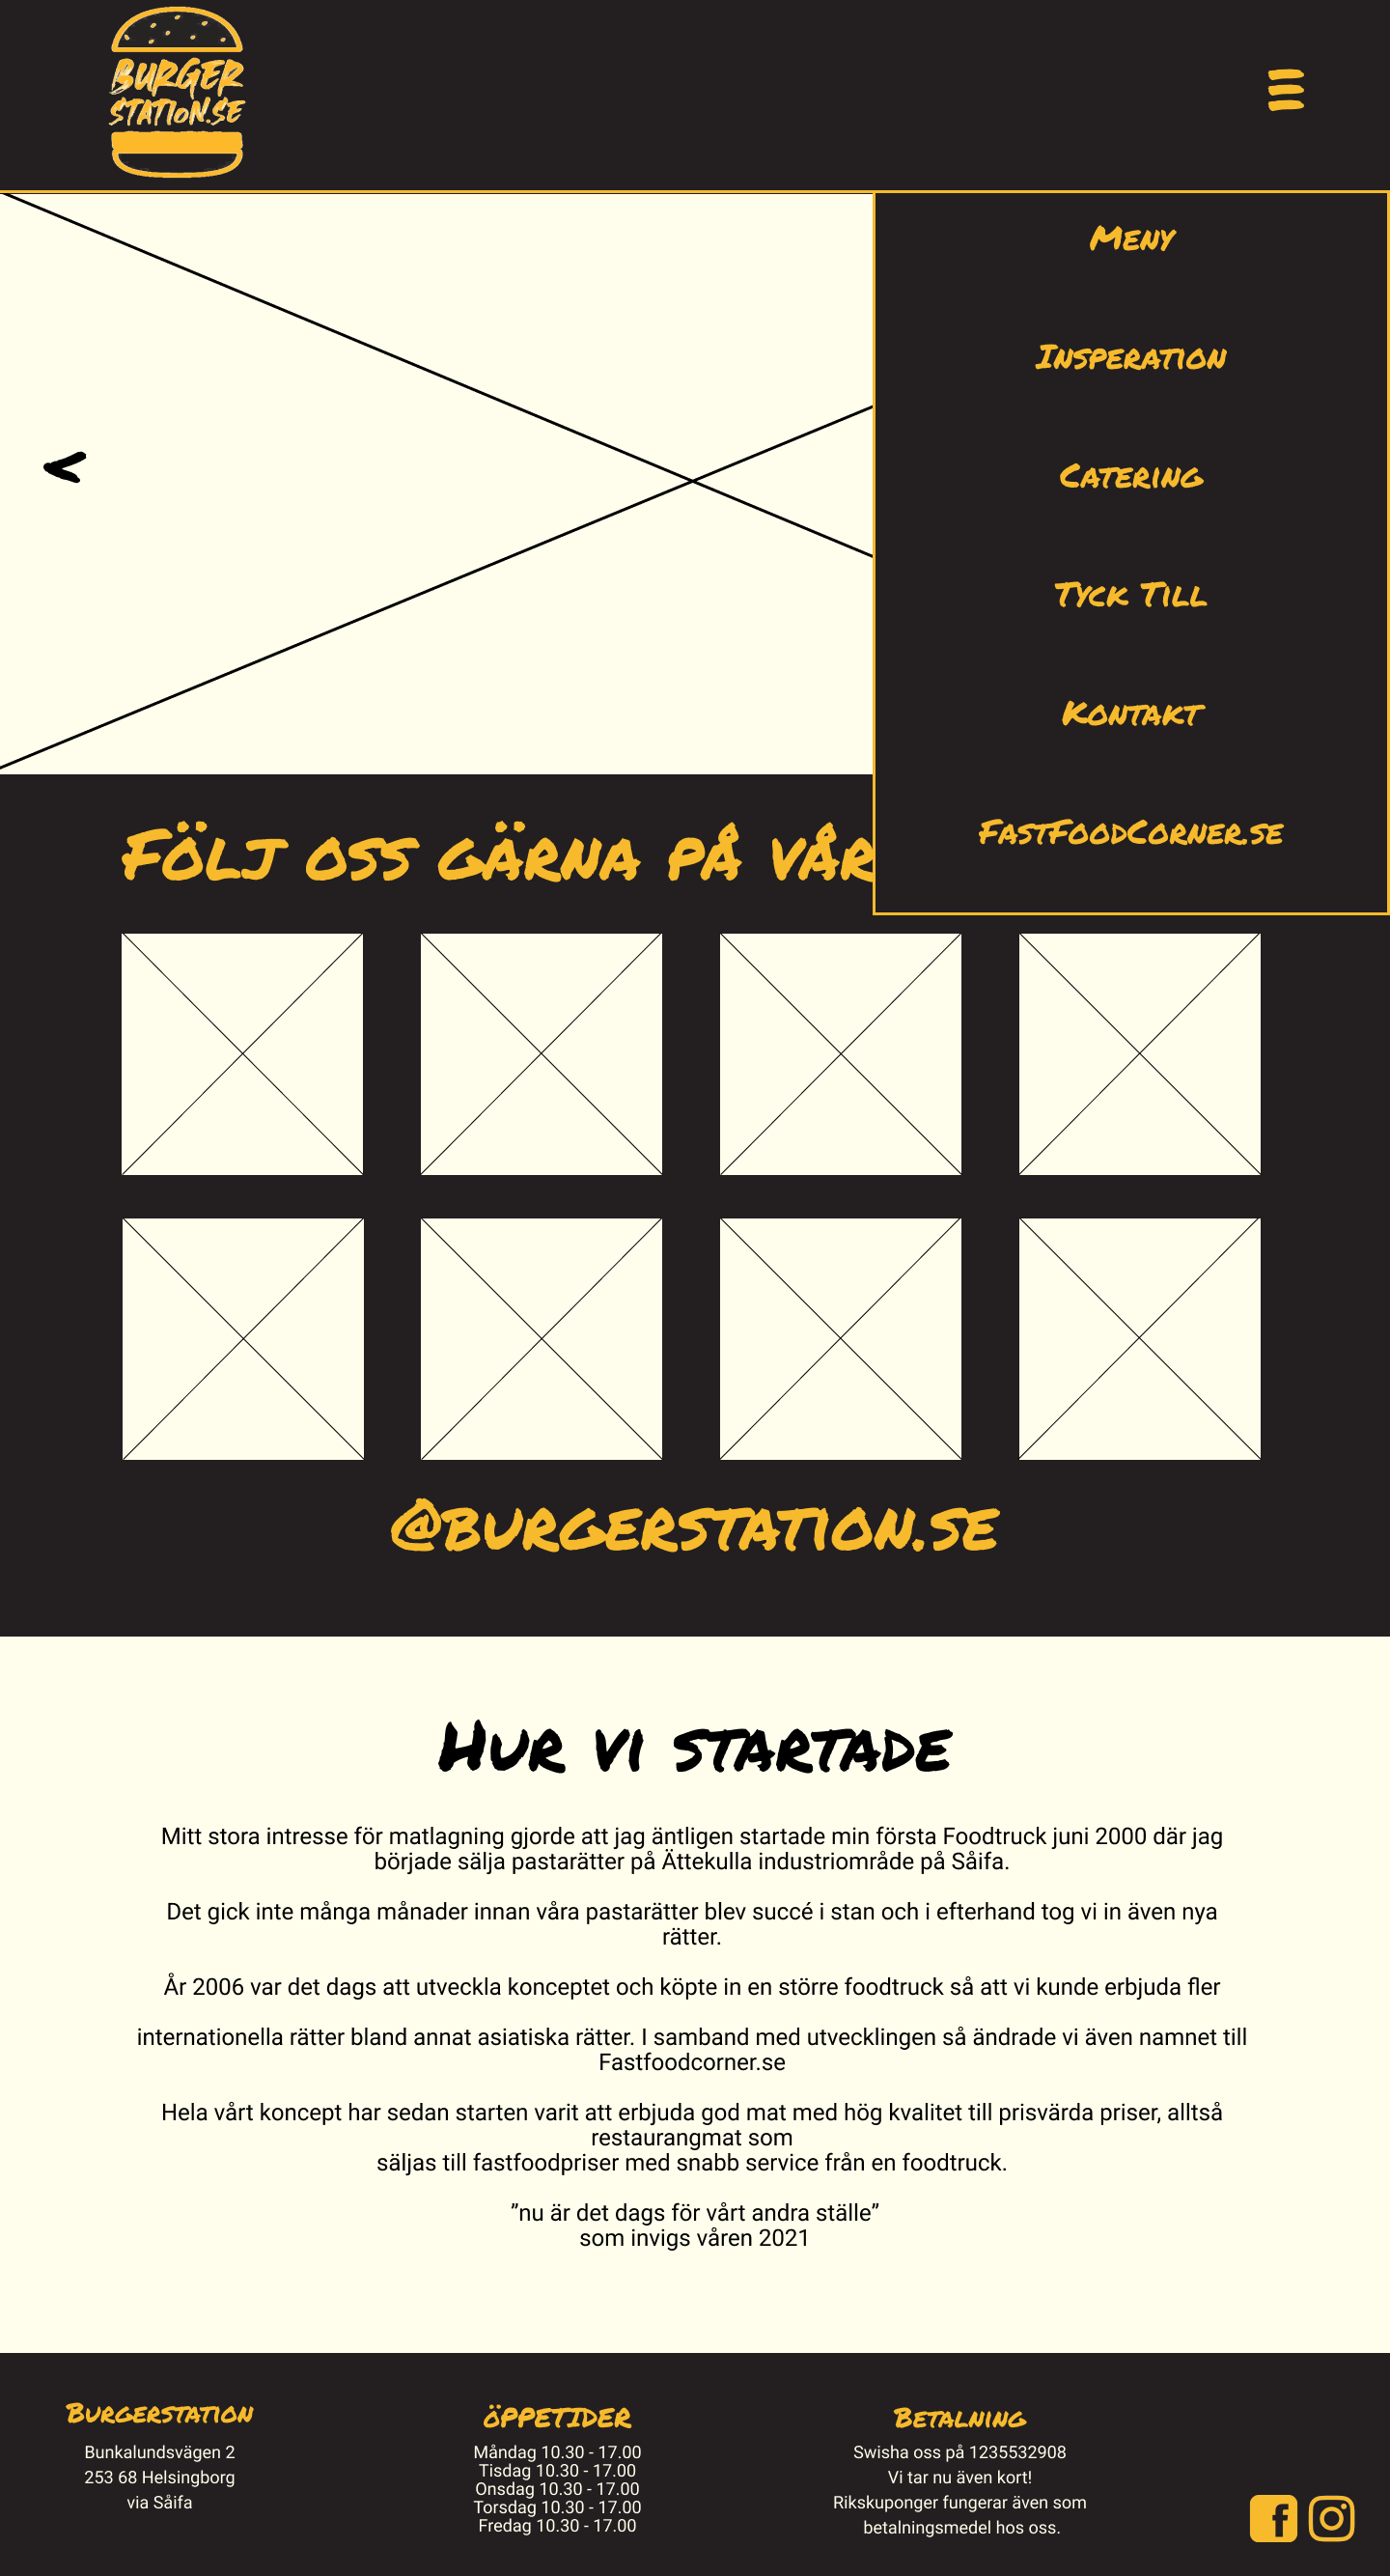 BURGER
STATION.SE
Meny
Insperation
Catering
Tyck Till
Kontakt
FastFoodCorner.se
<
Följ oss gärna på vår
@burgerstation.se
Hur vi startade
Mitt stora intresse för matlagning gjorde att jag äntligen startade min första Foodtruck juni 2000 där jag
började sälja pastarätter på Ättekulla industriområde på Såifa.
Det gick inte många månader innan våra pastarätter blev succé i stan och i efterhand tog vi in även nya
rätter.
År 2006 var det dags att utveckla konceptet och köpte in en större foodtruck så att vi kunde erbjuda fler
internationella rätter bland annat asiatiska rätter. I samband med utvecklingen så ändrade vi även namnet till
Fastfoodcorner.se
Hela vårt koncept har sedan starten varit att erbjuda god mat med hög kvalitet till prisvärda priser, alltså
restaurangmat som
säljas till fastfoodpriser med snabb service från en foodtruck.
”nu är det dags för vårt andra ställe”
som invigs våren 2021
Burgerstation
Bunkalundsvägen 2
253 68 Helsingborg
via Såifa
öPPETIDER
Måndag 10.30 - 17.00
Tisdag 10.30 - 17.00
Onsdag 10.30 - 17.00
Torsdag 10.30 - 17.00
Fredag 10.30 - 17.00
Betalning
Swisha oss på 1235532908
Vi tar nu även kort!
Rikskuponger fungerar även som
betalningsmedel hos oss.